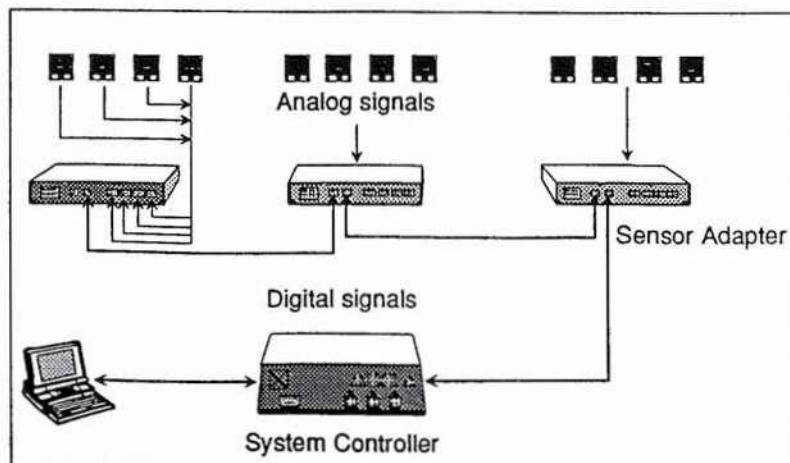 Analog signals
Sensor Adapter
Digital signals
System Controller